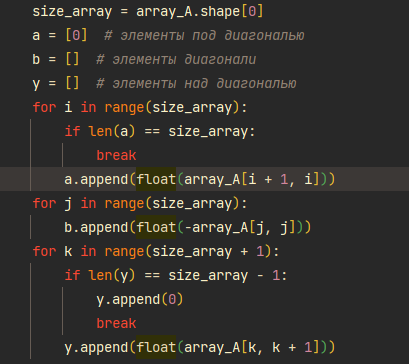 size_array = array_A.shape[0]
a = [0]  # элементы под диагональю
b = []  # элементы диагонали
y = []  # элементы над диагональю
for i in range(size_array):
    if len(a) == size_array:
        break
    a.append(float(array_A[i + 1, i]))
for j in range(size_array):
    b.append(float(-array_A[j, j]))
for k in range(size_array + 1):
    if len(y) == size_array - 1:
        y.append(0)
        break
    y.append(float(array_A[k, k + 1]))